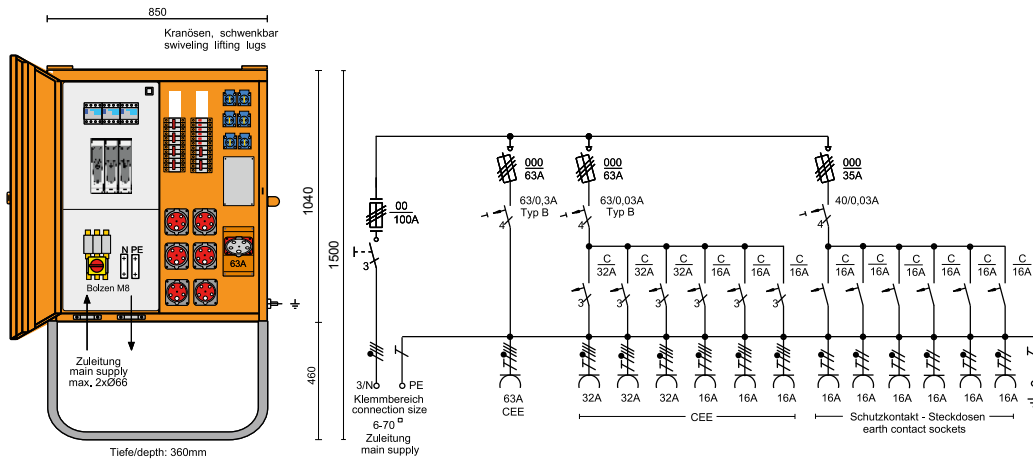 850
Kranösen, schwenkbar
swiveling lifting lugs
N PE
Bolzen M8
63A
Zuleitung
main supply
max. 2xØ66
Tiefe/depth: 360mm
1040
460
1500
00
100A
3
3/N PE
Klemmbereich
connection size
6-70 □
Zuleitung
main supply
000
63A
63/0,3A
Typ B
4
63A
CEE
000
63A
63/0,03A
Typ B
4
C C C C C C
32A 32A 32A 16A 16A 16A
3 3 3 3 3
32A 32A 32A 16A 16A 16A
CEE
000
35A
40/0,03A
4
C C C C C C
16A 16A 16A 16A 16A 16A
16A 16A 16A 16A 16A 16A
Schutzkontakt - Steckdosen
earth contact sockets